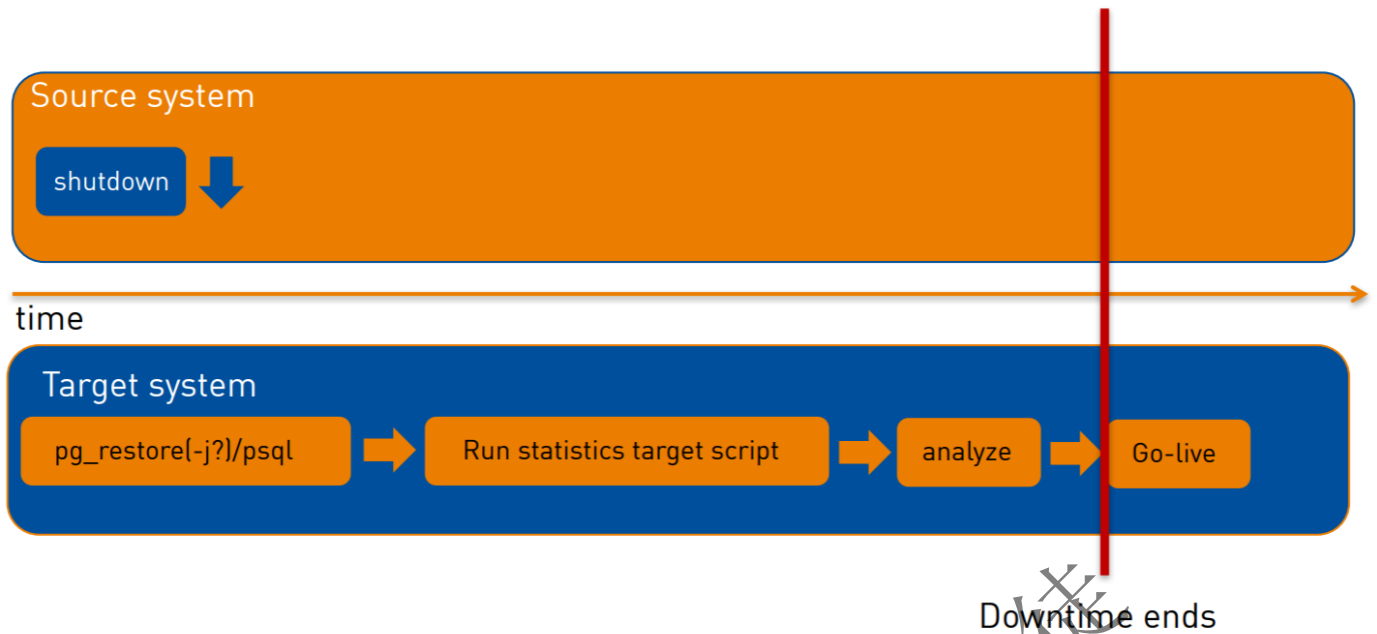 Source system
shutdown
time
Target system
pg_restore(-j?)/psql
Run statistics target script
analyze
Go-live
Downtime ends